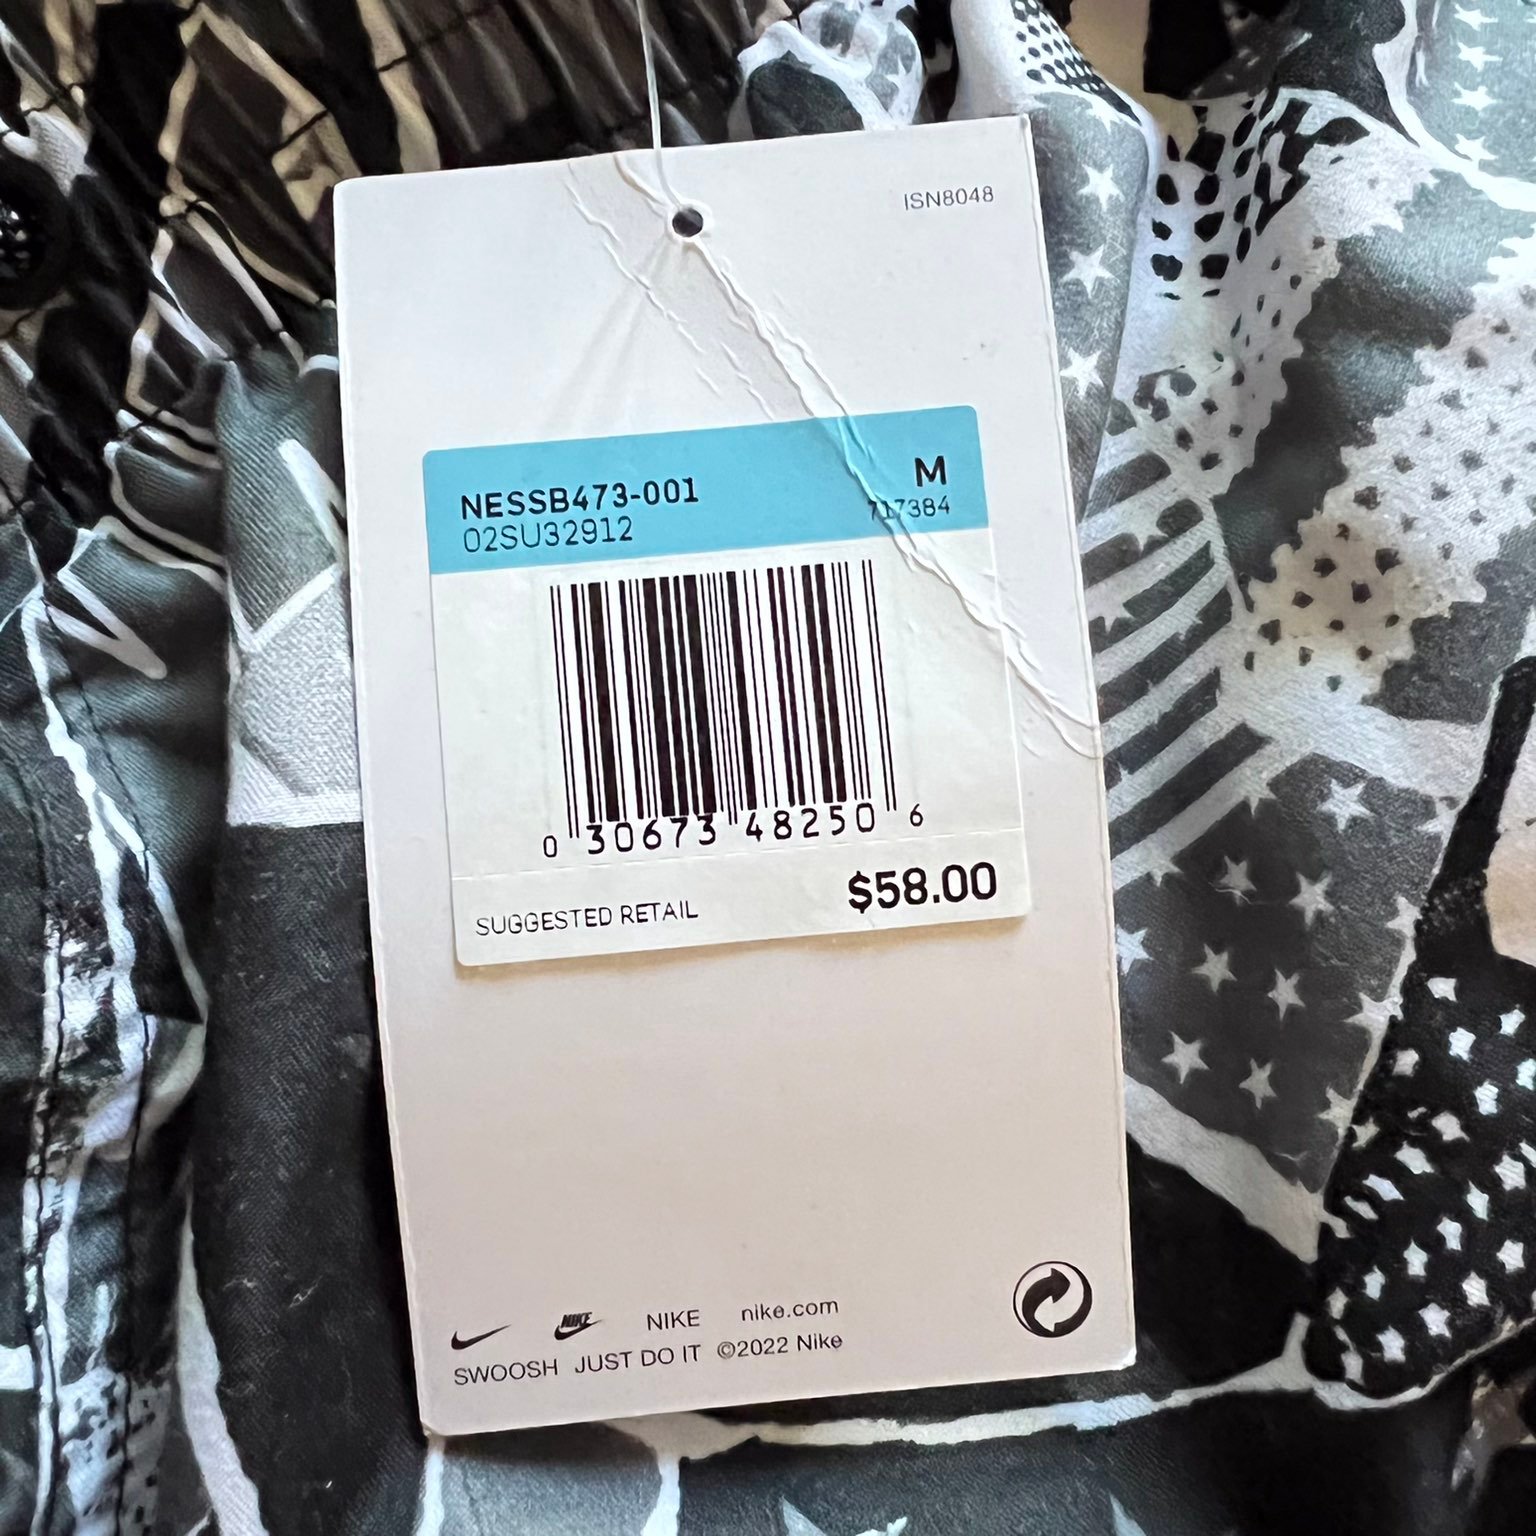 ISN8048
NESSB473-001 M
02SU32912 717384
0 30673 48250 6
SUGGESTED RETAIL $58.00
NIKE NIKE nike.com
SWOOSH JUST DO IT ©2022 Nike